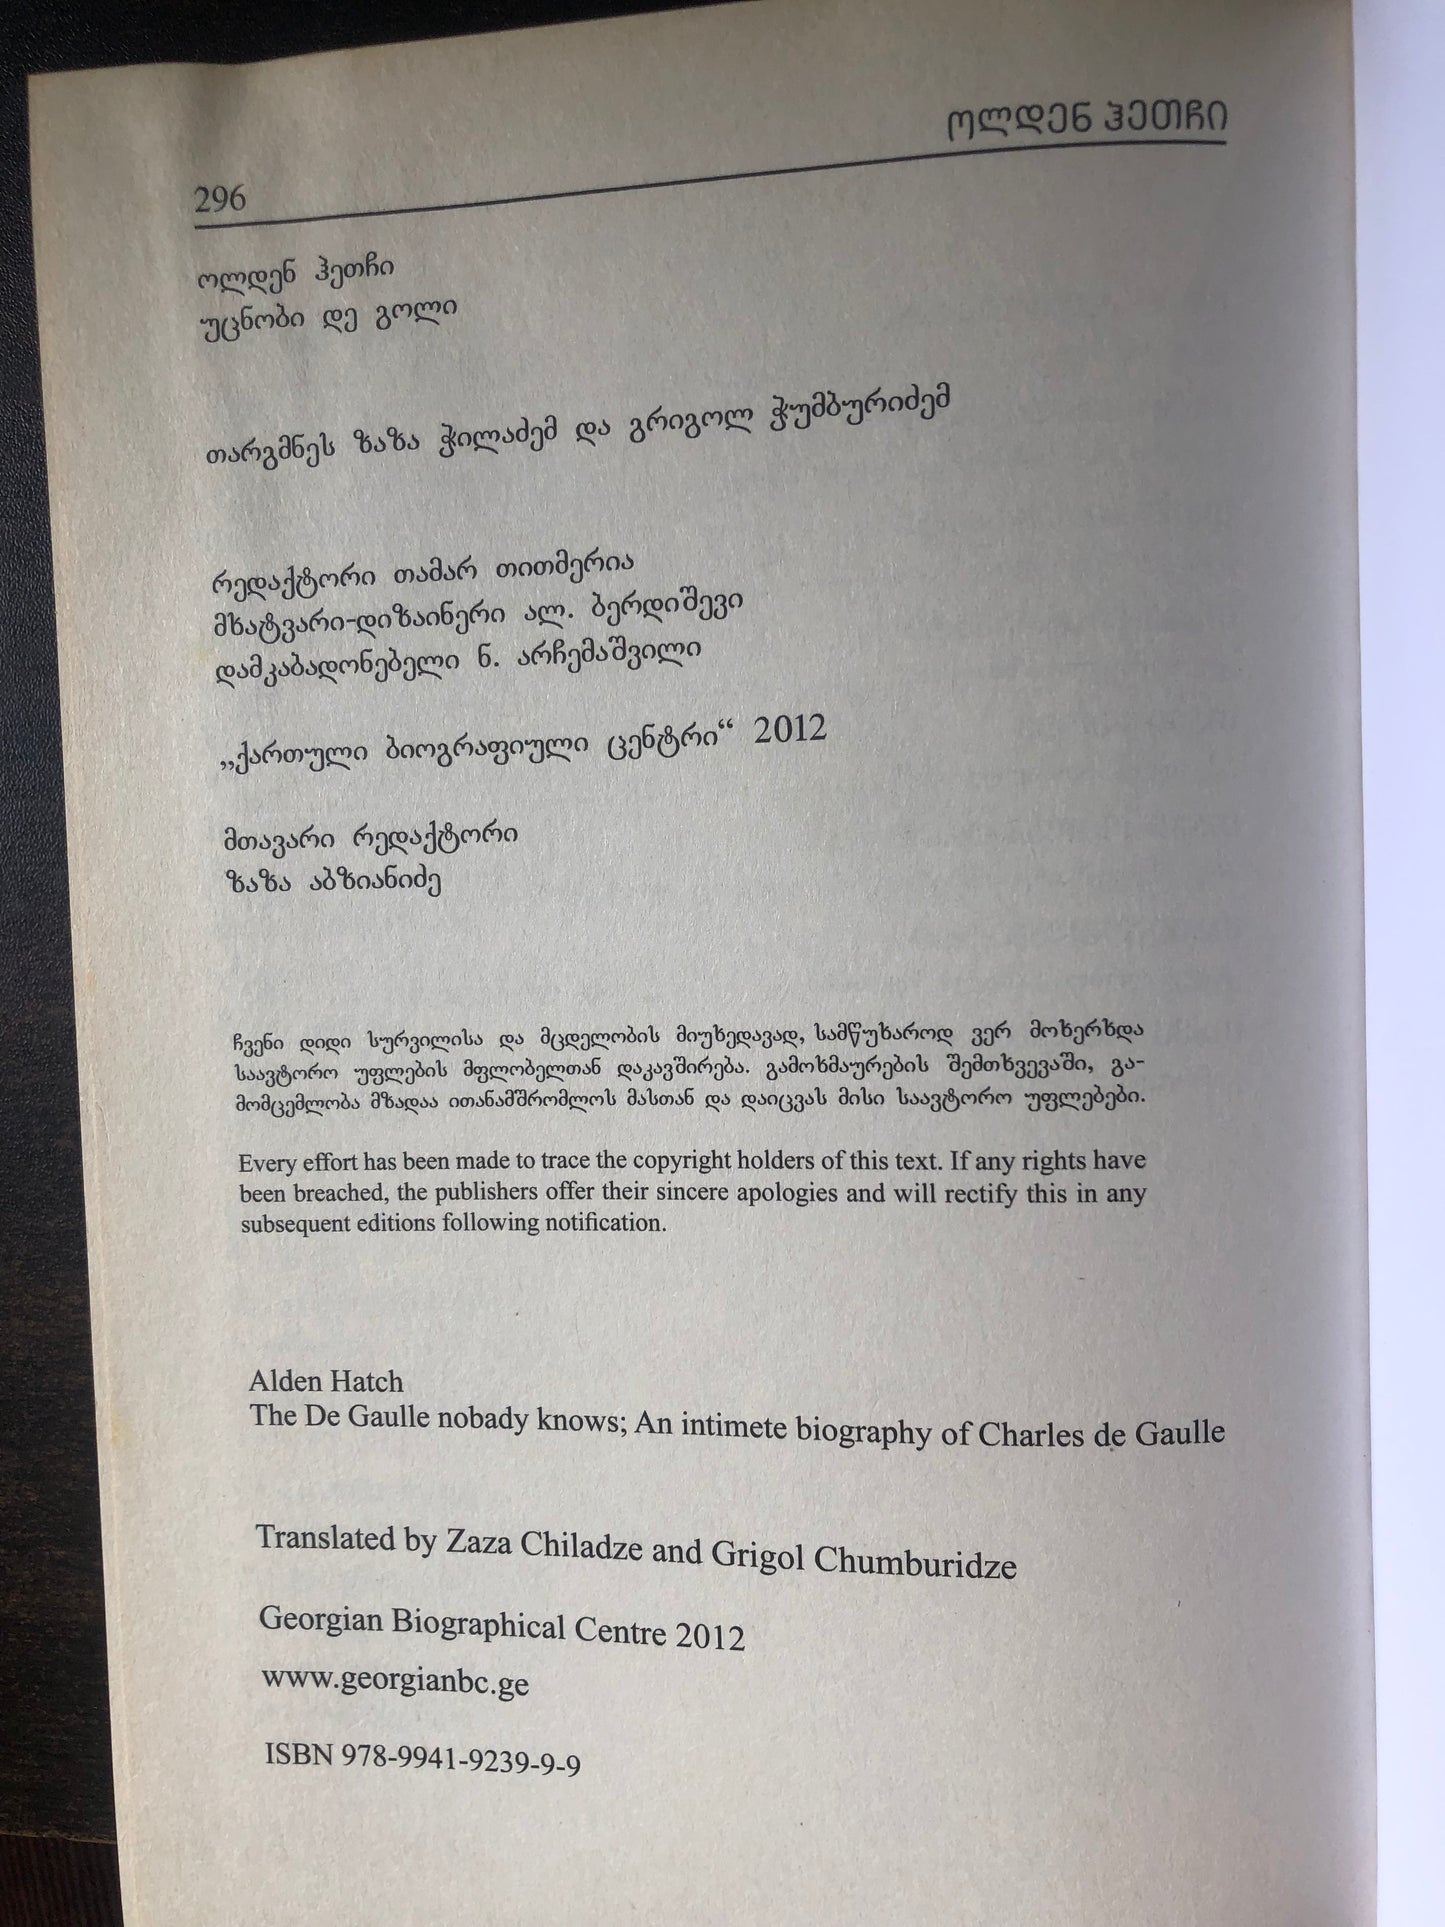 ოლდენ ჰეთჩი
296
ოლდენ ჰეთჩი
უცნობი დე გოლი
თარგმნეს ზაზა ჭილაძემ და გრიგოლ ჭუმბურიძემ
რედაქტორი თამარ თითმერია
მხატვარი-დიზაინერი ალ. ბერდიშევი
დამკაბადონებელი ნ. არჩემაშვილი
„ქართული ბიოგრაფიული ცენტრი“ 2012
მთავარი რედაქტორი
ზაზა აბზიანიძე
ჩვენი დიდი სურვილისა და მცდელობის მიუხედავად, სამწუხაროდ ვერ მოხერხდა
საავტორო უფლების მფლობელთან დაკავშირება. გამოხმაურების შემთხვევაში, გა-
მომცემლობა მზადაა ითანამშრომლოს მასთან და დაიცვას მისი საავტორო უფლებები.
Every effort has been made to trace the copyright holders of this text. If any rights have
been breached, the publishers offer their sincere apologies and will rectify this in any
subsequent editions following notification.
Alden Hatch
The De Gaulle nobady knows; An intimete biography of Charles de Gaulle
Translated by Zaza Chiladze and Grigol Chumburidze
Georgian Biographical Centre 2012
www.georgianbc.ge
ISBN 978-9941-9239-9-9